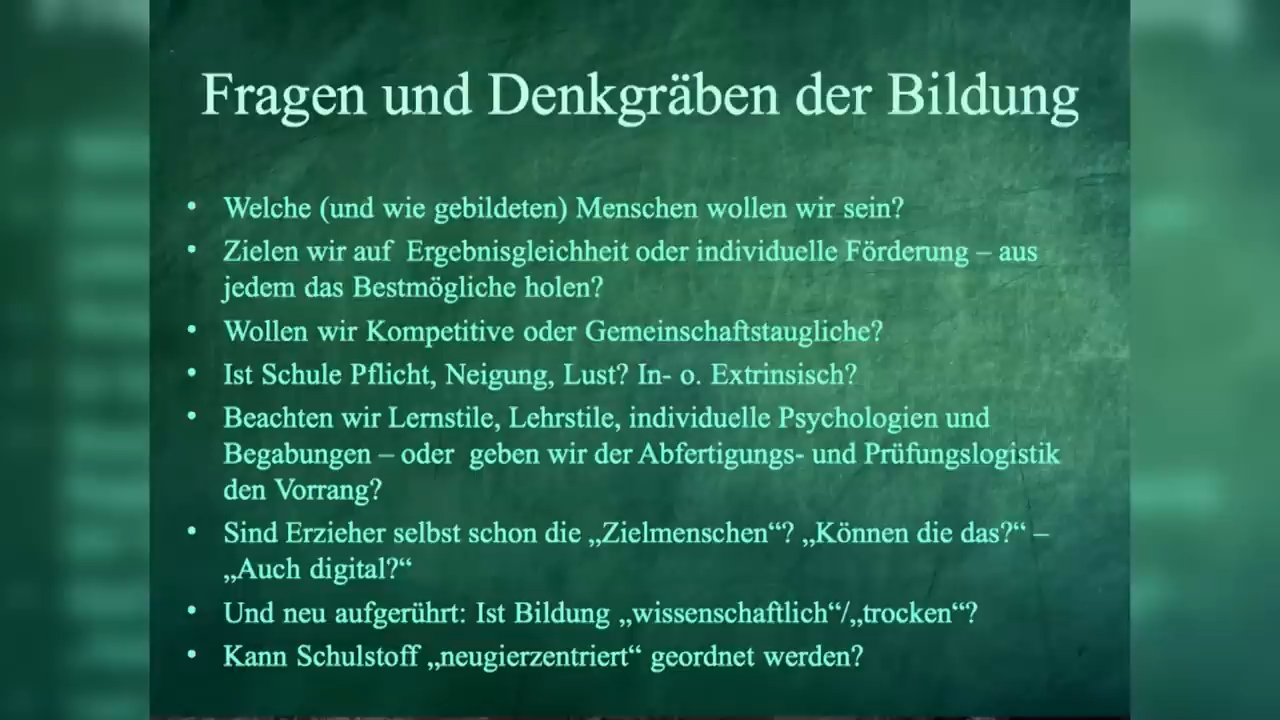 Fragen und Denkgräben der Bildung
• Welche (und wie gebildeten) Menschen wollen wir sein?
• Zielen wir auf  Ergebnisgleichheit oder individuelle Förderung – aus
jedem das Bestmögliche holen?
• Wollen wir Kompetitive oder Gemeinschaftstaugliche?
• Ist Schule Pflicht, Neigung, Lust? In- o. Extrinsisch?
• Beachten wir Lernstile, Lehrstile, individuelle Psychologien und
Begabungen – oder  geben wir der Abfertigungs- und Prüfungslogistik
den Vorrang?
• Sind Erzieher selbst schon die „Zielmenschen“? „Können die das?“ –
„Auch digital?“
• Und neu aufgerührt: Ist Bildung „wissenschaftlich“/„trocken“?
• Kann Schulstoff „neugierzentriert“ geordnet werden?